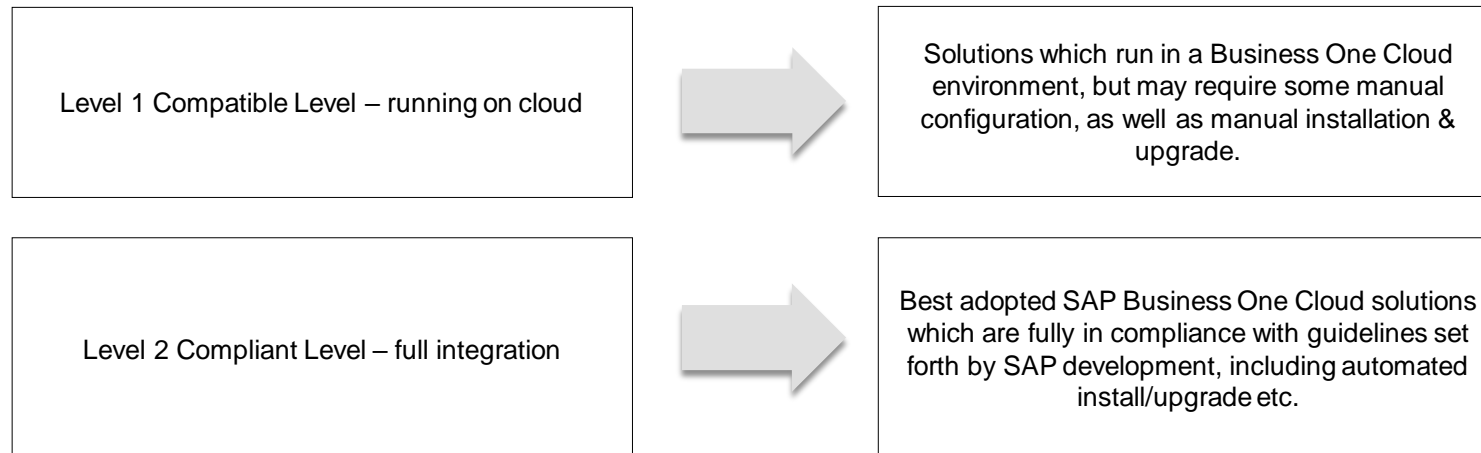 Level 1 Compatible Level – running on cloud
Solutions which run in a Business One Cloud
environment, but may require some manual
configuration, as well as manual installation &
upgrade.
Level 2 Compliant Level – full integration
Best adopted SAP Business One Cloud solutions
which are fully in compliance with guidelines set
forth by SAP development, including automated
install/upgrade etc.